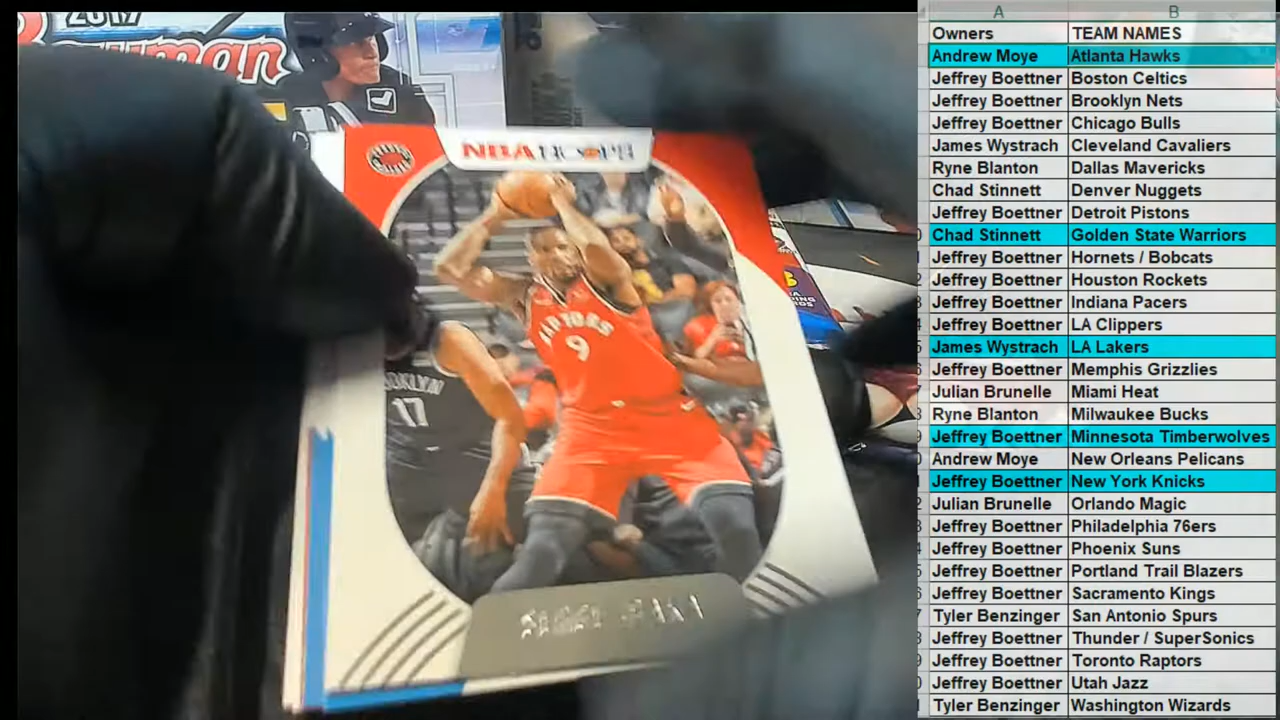 2019
Bowman
NBA HOOPS
RAPTORS
9
BROOKLYN
17
A B
Owners TEAM NAMES
Andrew Moye Atlanta Hawks
Jeffrey Boettner Boston Celtics
Jeffrey Boettner Brooklyn Nets
Jeffrey Boettner Chicago Bulls
James Wystrach Cleveland Cavaliers
Ryne Blanton Dallas Mavericks
Chad Stinnett Denver Nuggets
Jeffrey Boettner Detroit Pistons
Chad Stinnett Golden State Warriors
Jeffrey Boettner Hornets / Bobcats
Jeffrey Boettner Houston Rockets
Jeffrey Boettner Indiana Pacers
Jeffrey Boettner LA Clippers
James Wystrach LA Lakers
Jeffrey Boettner Memphis Grizzlies
Julian Brunelle Miami Heat
Ryne Blanton Milwaukee Bucks
Jeffrey Boettner Minnesota Timberwolves
Andrew Moye New Orleans Pelicans
Jeffrey Boettner New York Knicks
Julian Brunelle Orlando Magic
Jeffrey Boettner Philadelphia 76ers
Jeffrey Boettner Phoenix Suns
Jeffrey Boettner Portland Trail Blazers
Jeffrey Boettner Sacramento Kings
Tyler Benzinger San Antonio Spurs
Jeffrey Boettner Thunder / SuperSonics
Jeffrey Boettner Toronto Raptors
Jeffrey Boettner Utah Jazz
Tyler Benzinger Washington Wizards